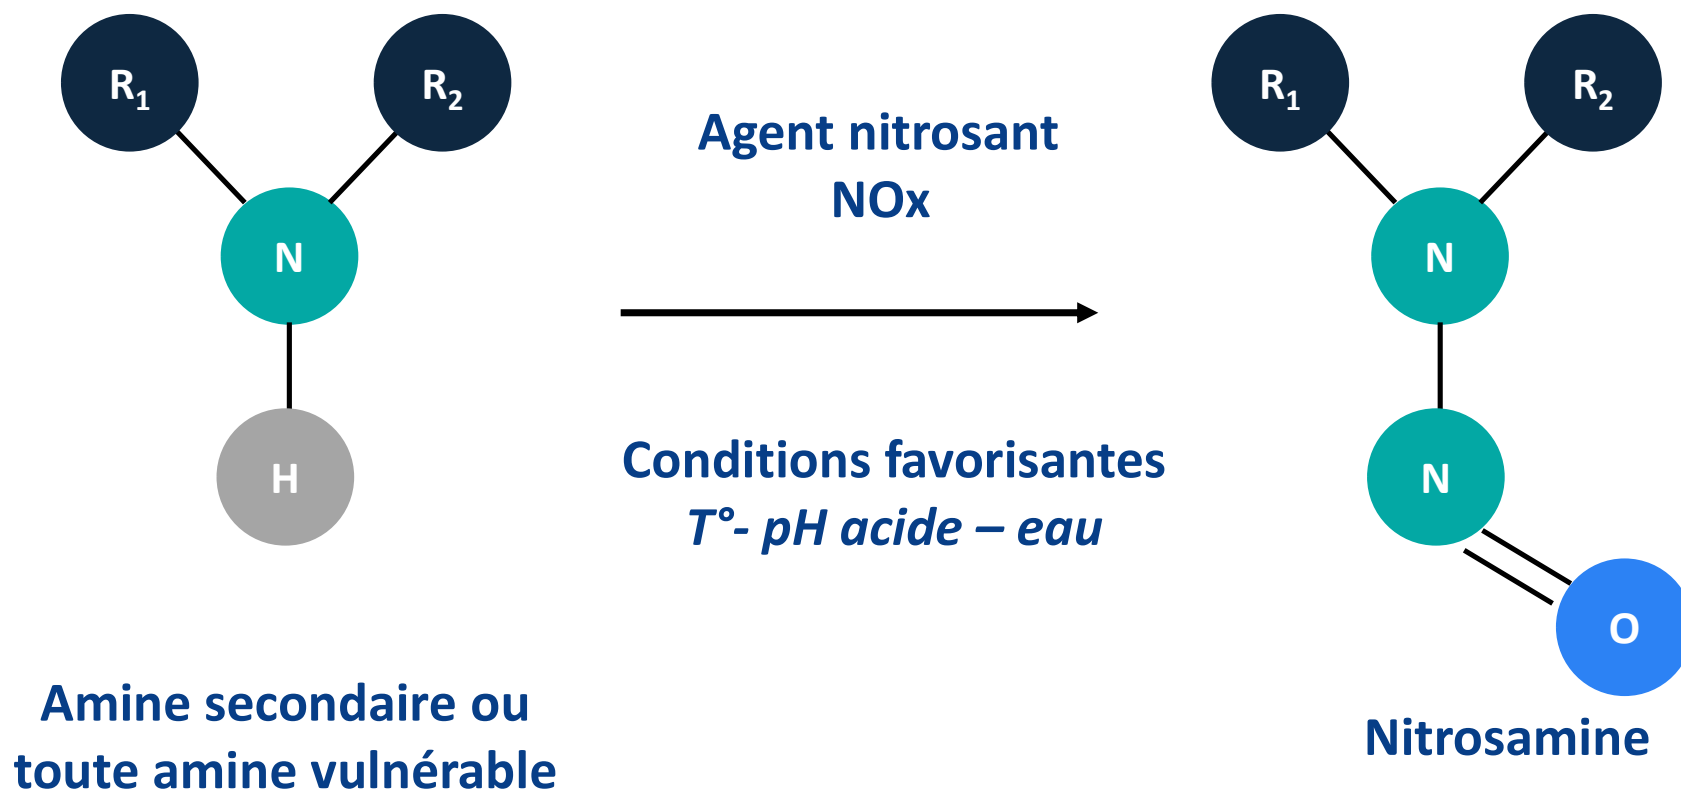 R1
R2
N
H
Amine secondaire ou
toute amine vulnérable
Agent nitrosant
NOx
Conditions favorisantes
T°- pH acide – eau
R1
R2
N
N
O
Nitrosamine